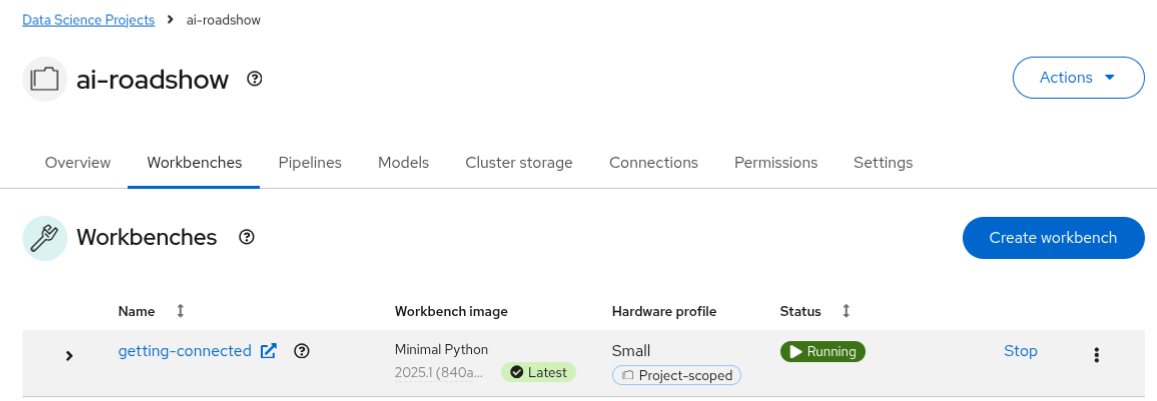 Data Science Projects > ai-roadshow
ai-roadshow
Actions
Overview Workbenches Pipelines Models Cluster storage Connections Permissions Settings
Workbenches
Create workbench
Name Workbench image Hardware profile Status
getting-connected Minimal Python Small Running Stop
2025.1 (840a... Latest Project-scoped